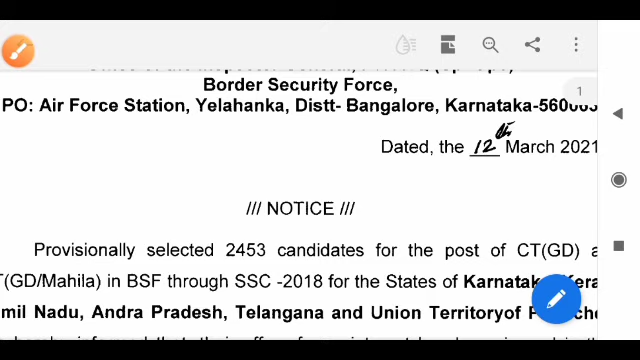 Border Security Force,
PO: Air Force Station, Yelahanka, Distt- Bangalore, Karnataka-560063
1
Dated, the 12th March 2021
/// NOTICE ///
Provisionally selected 2453 candidates for the post of CT(GD) a
T(GD/Mahila) in BSF through SSC -2018 for the States of Karnataka, Kera
mil Nadu, Andra Pradesh, Telangana and Union Territoryof